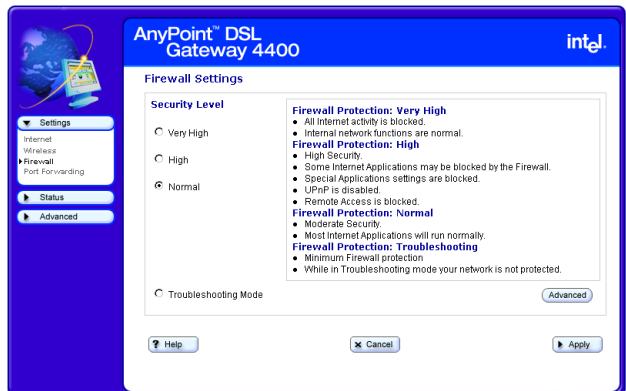 AnyPoint™ DSL
Gateway 4400
intel.
Firewall Settings
Settings
Internet
Wireless
Firewall
Port Forwarding
Status
Advanced
Security Level
Very High
High
Normal
Troubleshooting Mode
Firewall Protection: Very High
• All Internet activity is blocked.
• Internal network functions are normal.
Firewall Protection: High
• High Security.
• Some Internet Applications may be blocked by the Firewall.
• Special Applications settings are blocked.
• UPnP is disabled.
• Remote Access is blocked.
Firewall Protection: Normal
• Moderate Security.
• Most Internet Applications will run normally.
Firewall Protection: Troubleshooting
• Minimum Firewall protection
• While in Troubleshooting mode your network is not protected.
Advanced
? Help
x Cancel
Apply